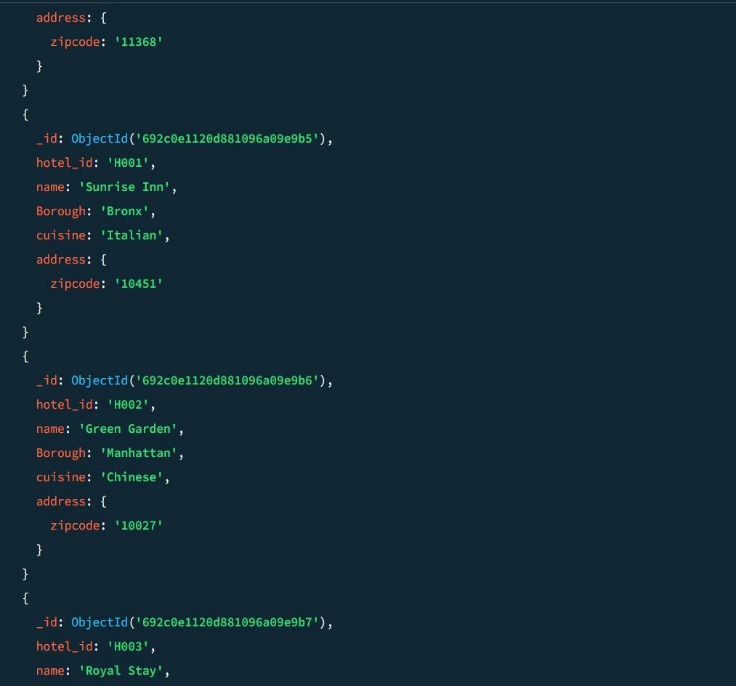 address: {
zipcode: '11368'
}
}
{
_id: ObjectId('692c0e1120d881096a09e9b5'),
hotel_id: 'H001',
name: 'Sunrise Inn',
Borough: 'Bronx',
cuisine: 'Italian',
address: {
zipcode: '10451'
}
}
{
_id: ObjectId('692c0e1120d881096a09e9b6'),
hotel_id: 'H002',
name: 'Green Garden',
Borough: 'Manhattan',
cuisine: 'Chinese',
address: {
zipcode: '10027'
}
}
{
_id: ObjectId('692c0e1120d881096a09e9b7'),
hotel_id: 'H003',
name: 'Royal Stay',